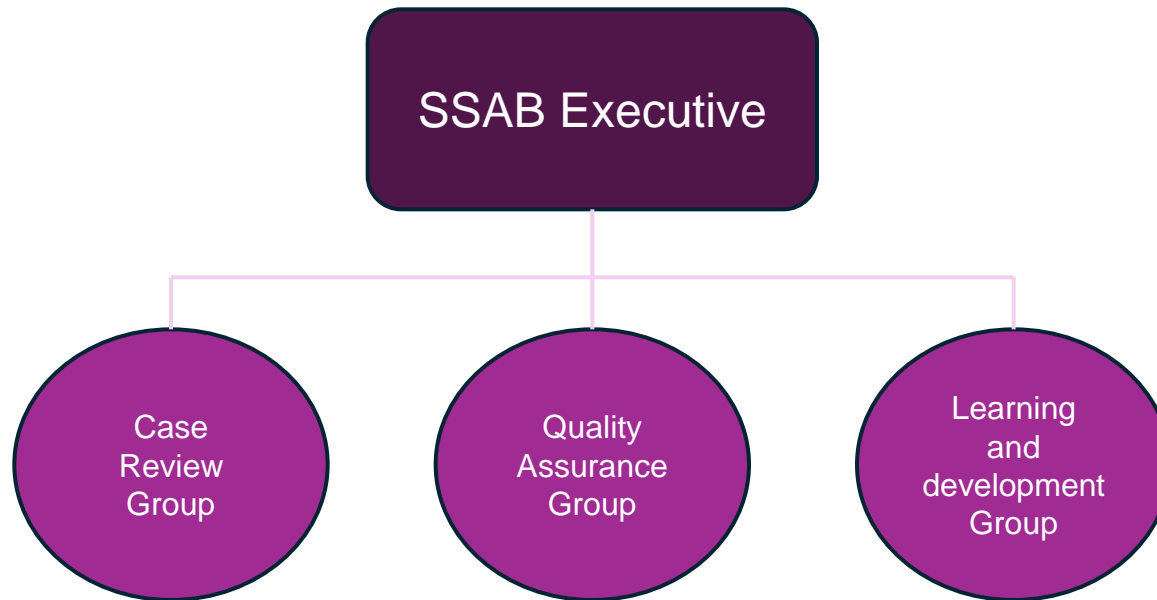 SSAB Executive
Case
Review
Group
Quality
Assurance
Group
Learning
and
development
Group